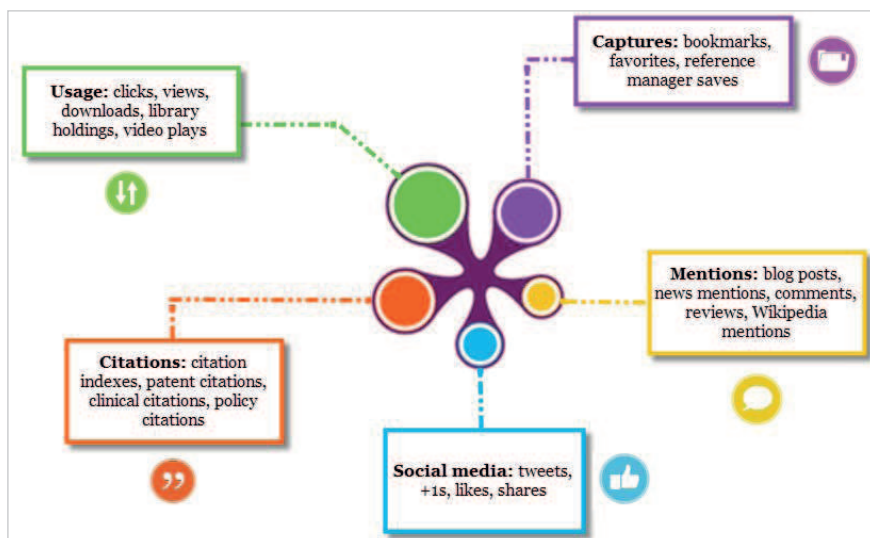 Captures: bookmarks,
favorites, reference
manager saves
Usage: clicks, views,
downloads, library
holdings, video plays
Mentions: blog posts,
news mentions, comments,
reviews, Wikipedia
mentions
Citations: citation
indexes, patent citations,
clinical citations, policy
citations
Social media: tweets,
+1s, likes, shares